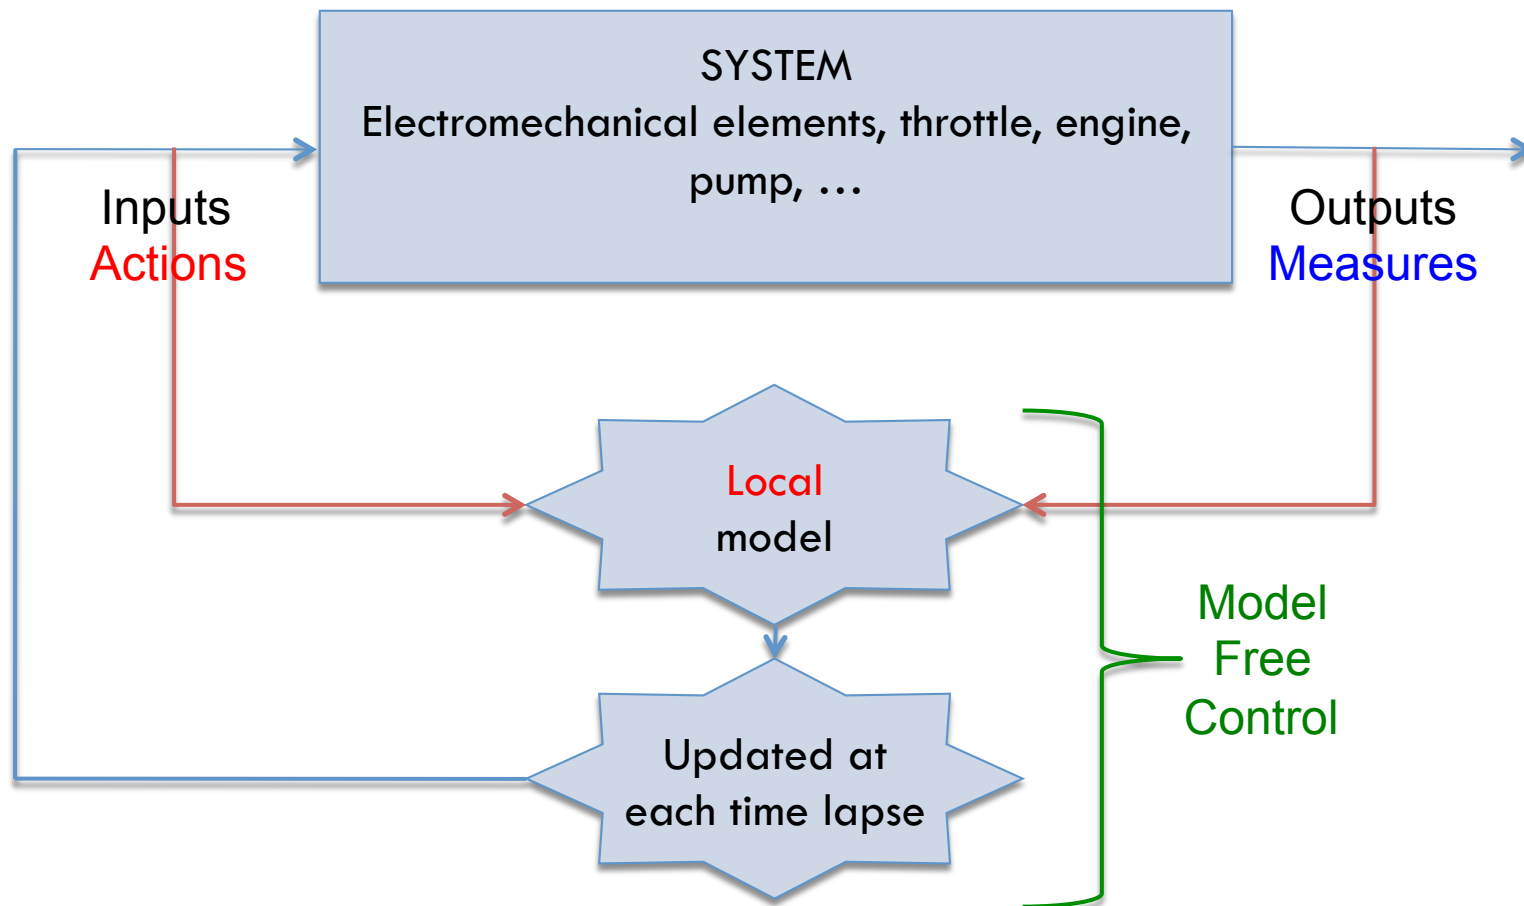 SYSTEM
Electromechanical elements, throttle, engine,
pump, …
Inputs
Actions
Outputs
Measures
Local
model
Model
Free
Control
Updated at
each time lapse